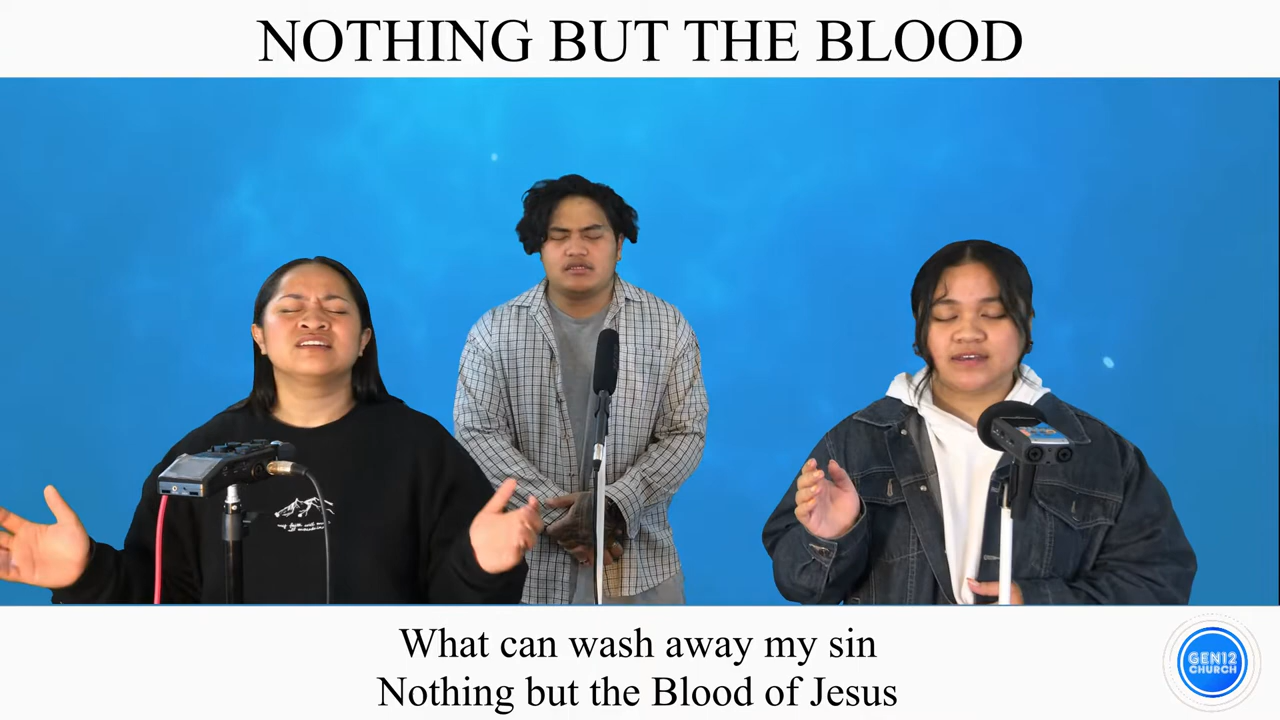 NOTHING BUT THE BLOOD
What can wash away my sin
Nothing but the Blood of Jesus
GEN12
CHURCH